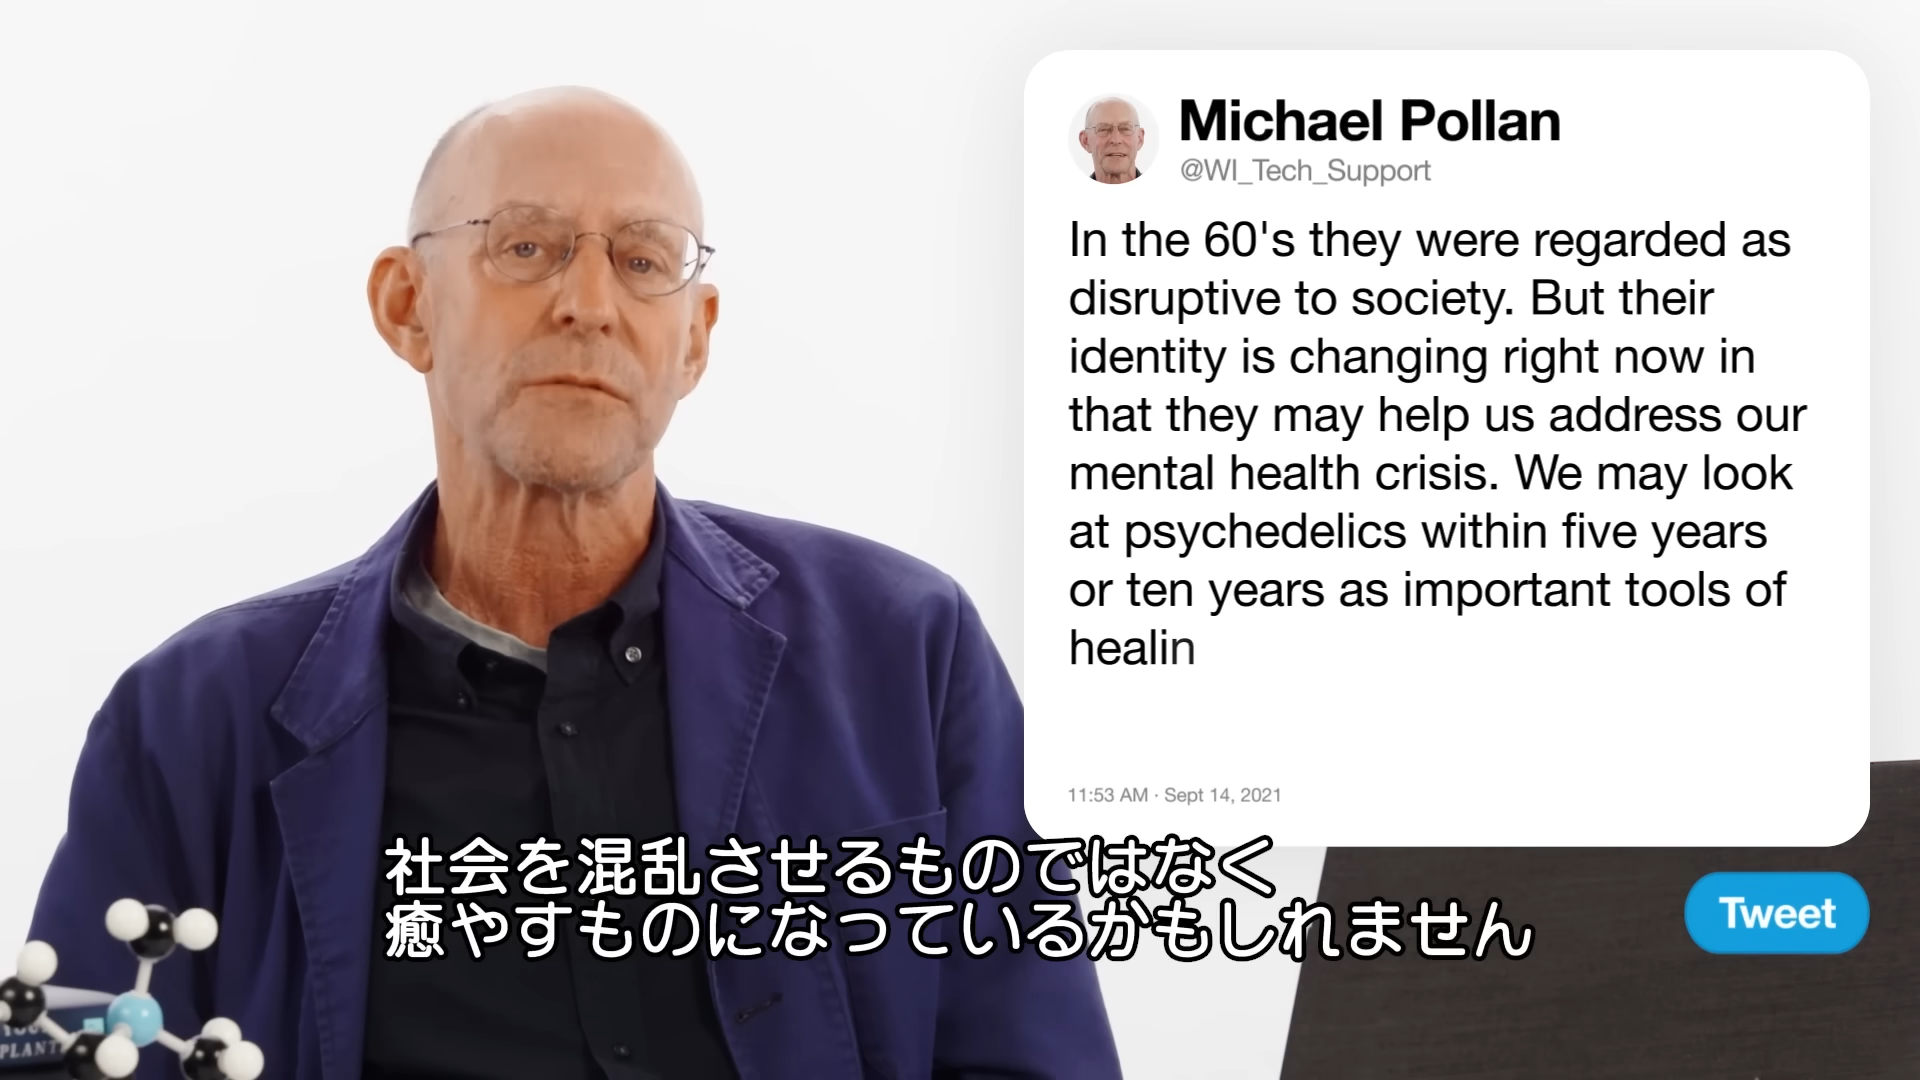 Michael Pollan
@WI_Tech_Support
In the 60's they were regarded as
disruptive to society. But their
identity is changing right now in
that they may help us address our
mental health crisis. We may look
at psychedelics within five years
or ten years as important tools of
healin
11:53 AM · Sept 14, 2021
社会を混乱させるものではなく
癒やすものになっているかもしれません
Tweet
PLANT